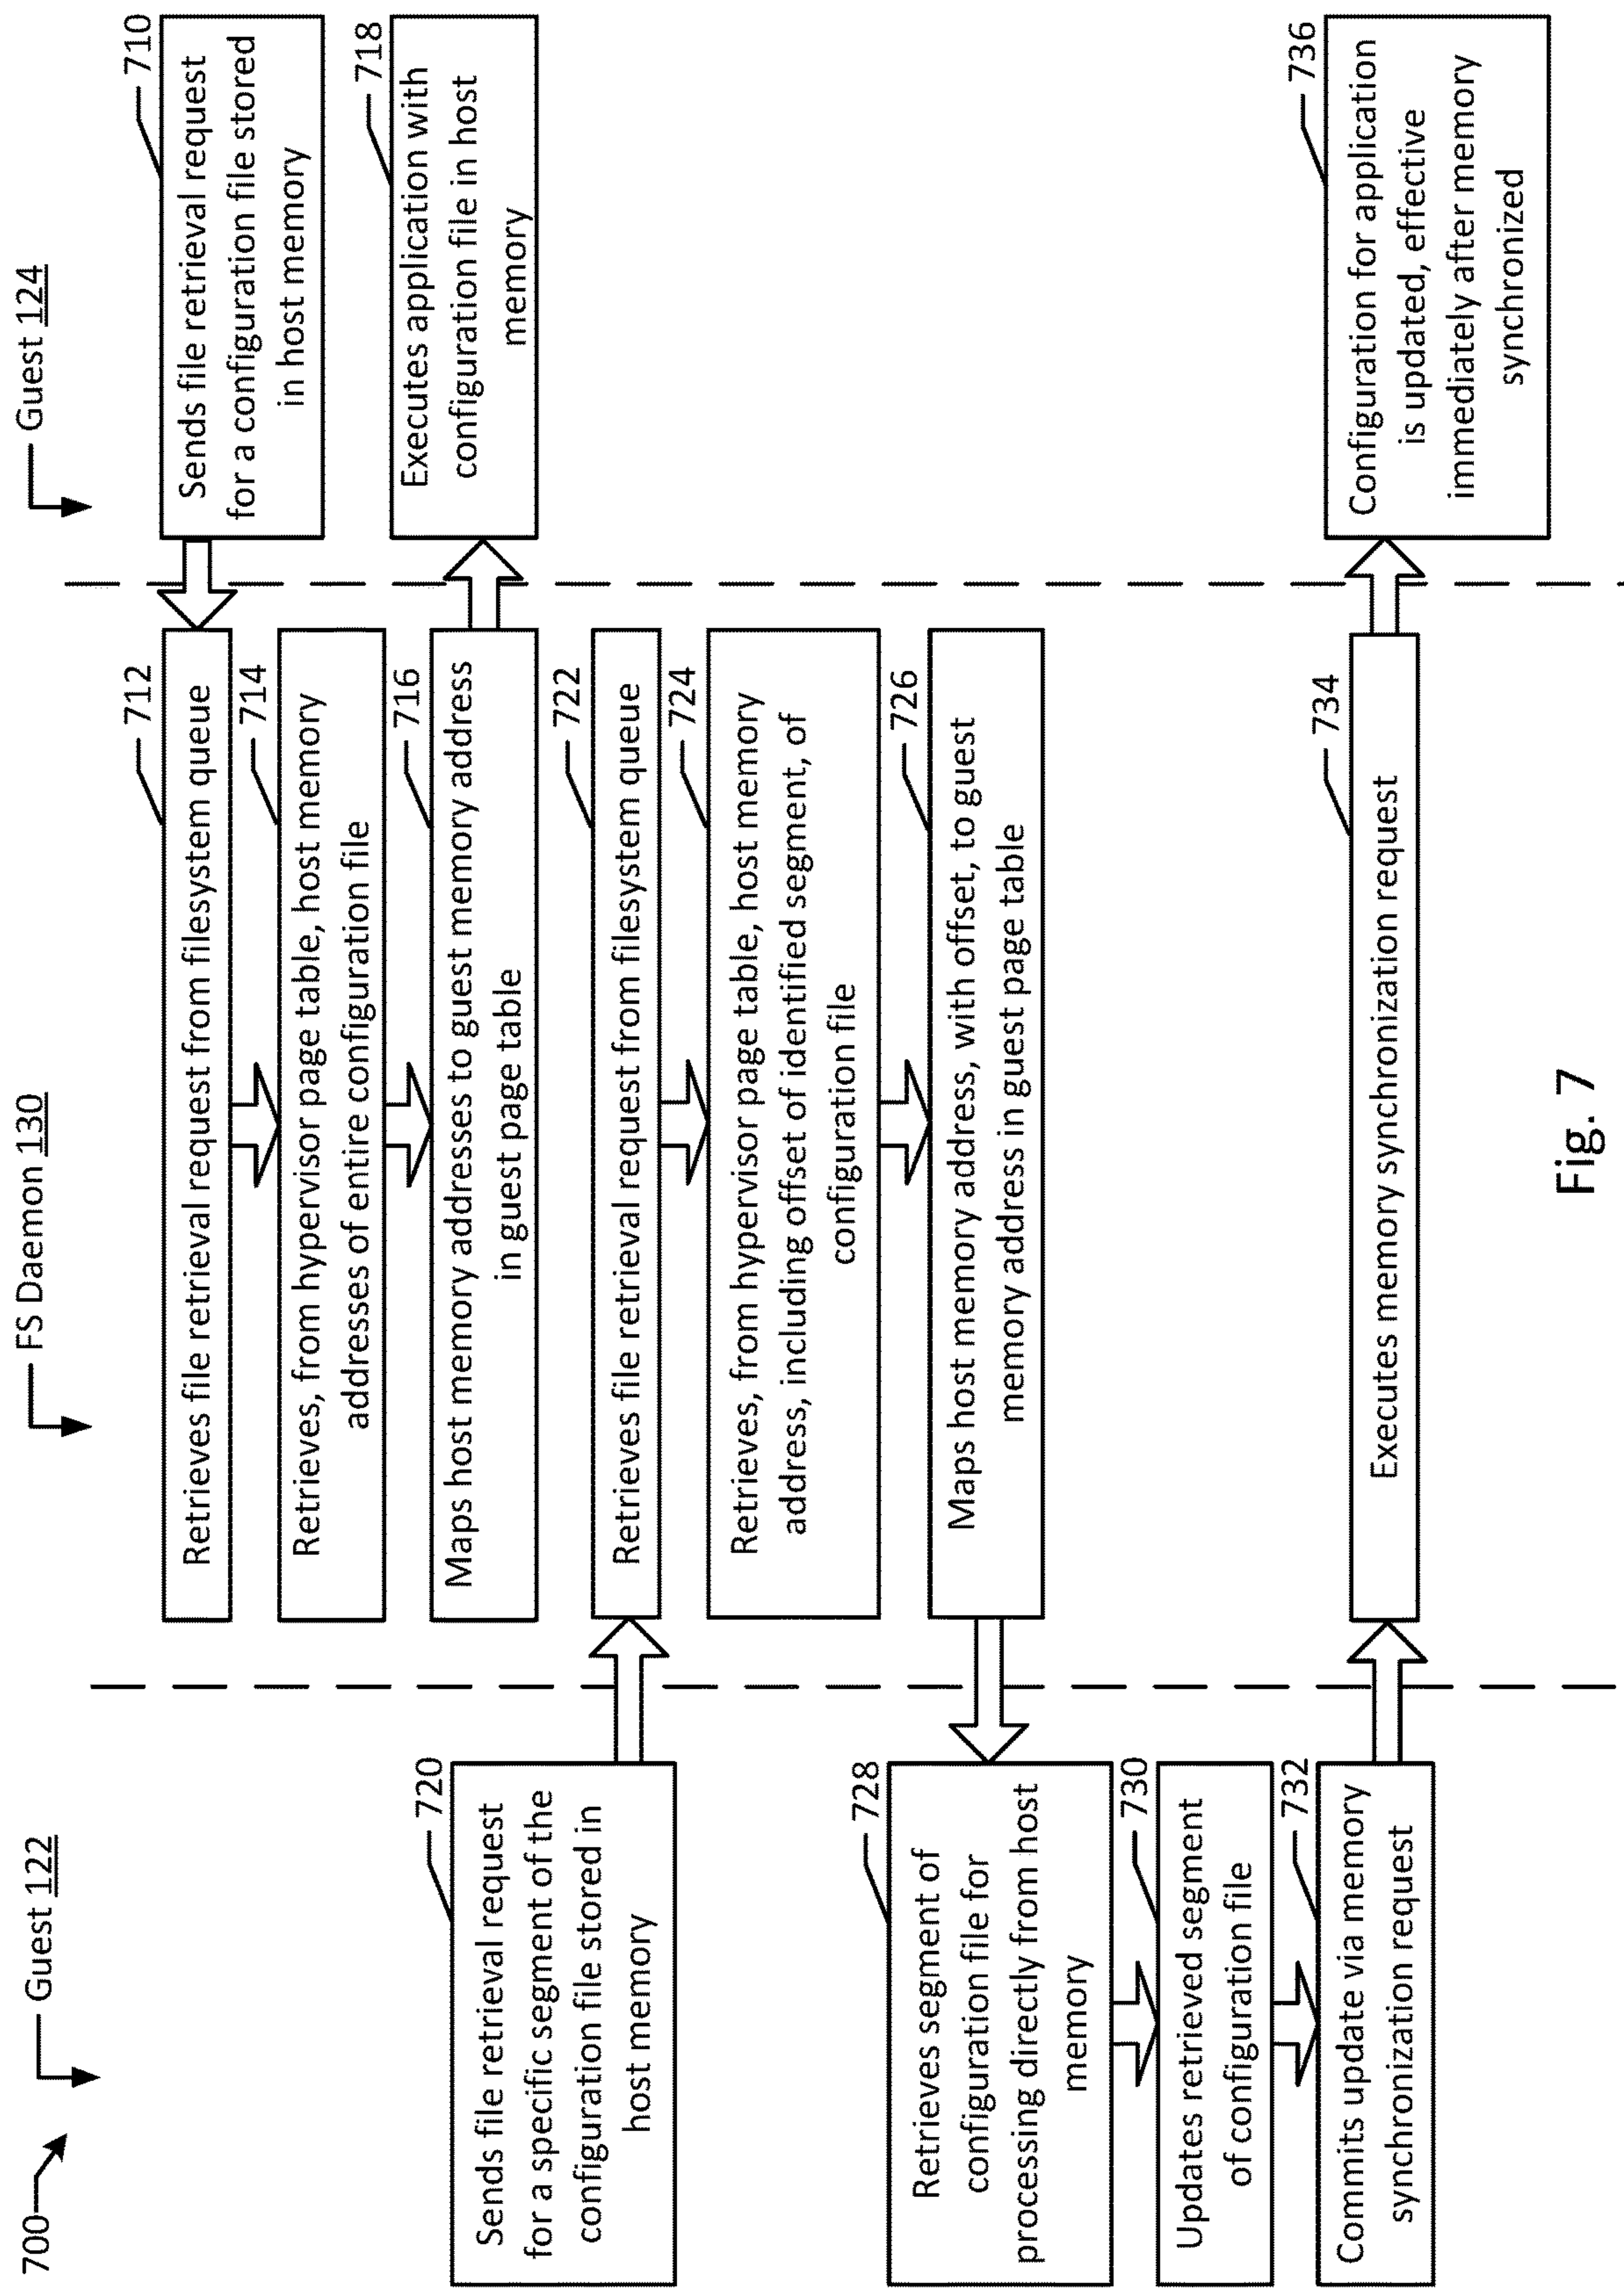 700
Guest 122
FS Daemon 130
Guest 124
710
Sends file retrieval request
for a configuration file stored
in host memory
712
Retrieves file retrieval request from filesystem queue
714
Retrieves, from hypervisor page table, host memory
addresses of entire configuration file
716
Maps host memory addresses to guest memory address
in guest page table
718
Executes application with
configuration file in host
memory
720
Sends file retrieval request
for a specific segment of the
configuration file stored in
host memory
722
Retrieves file retrieval request from filesystem queue
724
Retrieves, from hypervisor page table, host memory
address, including offset of identified segment, of
configuration file
726
Maps host memory address, with offset, to guest
memory address in guest page table
728
Retrieves segment of
configuration file for
processing directly from host
memory
730
Updates retrieved segment
of configuration file
732
Commits update via memory
synchronization request
734
Executes memory synchronization request
736
Configuration for application
is updated, effective
immediately after memory
synchronized
Fig. 7